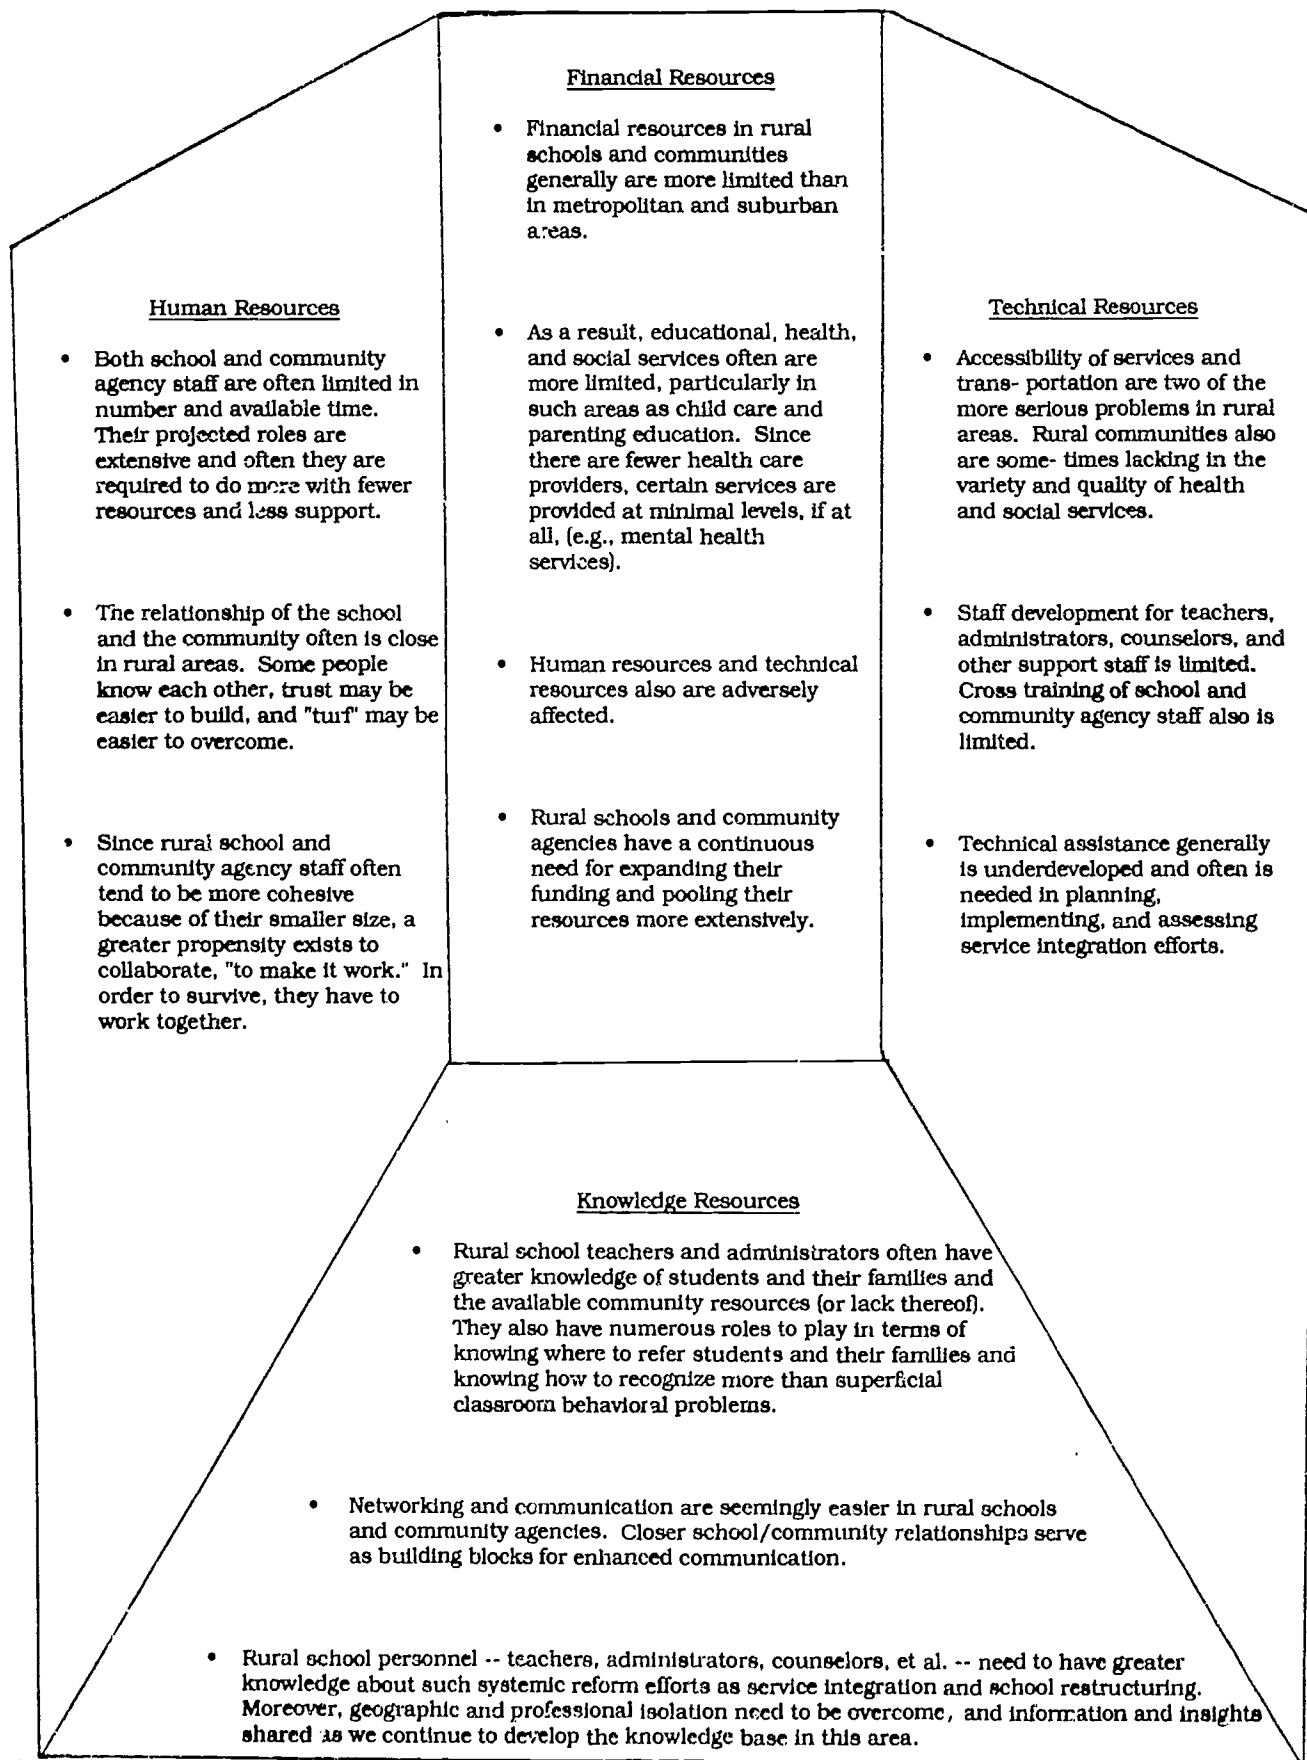 Financial Resources
• Financial resources in rural
schools and communities
generally are more limited than
in metropolitan and suburban
areas.
• As a result, educational, health,
and social services often are
more limited, particularly in
such areas as child care and
parenting education. Since
there are fewer health care
providers, certain services are
provided at minimal levels, if at
all, (e.g., mental health
services).
• Human resources and technical
resources also are adversely
affected.
• Rural schools and community
agencies have a continuous
need for expanding their
funding and pooling their
resources more extensively.
Human Resources
• Both school and community
agency staff are often limited in
number and available time.
Their projected roles are
extensive and often they are
required to do more with fewer
resources and less support.
• The relationship of the school
and the community often is close
in rural areas. Some people
know each other, trust may be
easier to build, and "turf" may be
easier to overcome.
• Since rural school and
community agency staff often
tend to be more cohesive
because of their smaller size, a
greater propensity exists to
collaborate, "to make it work." In
order to survive, they have to
work together.
Technical Resources
• Accessibility of services and
trans- portation are two of the
more serious problems in rural
areas. Rural communities also
are some- times lacking in the
variety and quality of health
and social services.
• Staff development for teachers,
administrators, counselors, and
other support staff is limited.
Cross training of school and
community agency staff also is
limited.
• Technical assistance generally
is underdeveloped and often is
needed in planning,
implementing, and assessing
service integration efforts.
Knowledge Resources
• Rural school teachers and administrators often have
greater knowledge of students and their families and
the available community resources (or lack thereof).
They also have numerous roles to play in terms of
knowing where to refer students and their families and
knowing how to recognize more than superficial
classroom behavioral problems.
• Networking and communication are seemingly easier in rural schools
and community agencies. Closer school/community relationships serve
as building blocks for enhanced communication.
• Rural school personnel -- teachers, administrators, counselors, et al. -- need to have greater
knowledge about such systemic reform efforts as service integration and school restructuring.
Moreover, geographic and professional isolation need to be overcome, and information and insights
shared as we continue to develop the knowledge base in this area.